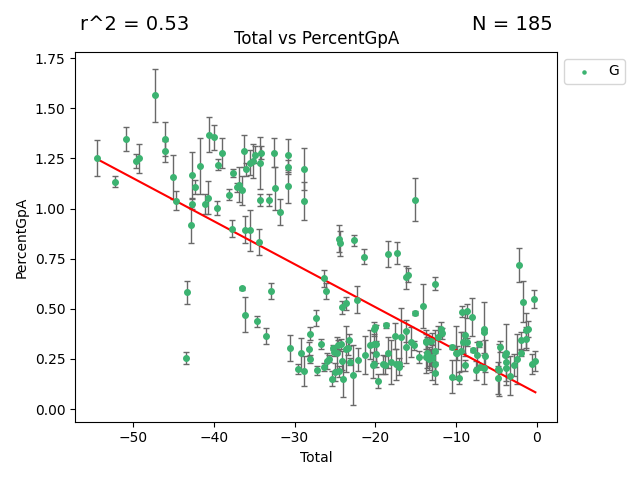 r^2 = 0.53
N = 185
Total vs PercentGpA
G
PercentGpA
1.75
1.50
1.25
1.00
0.75
0.50
0.25
0.00
−50
−40
−30
−20
−10
0
Total